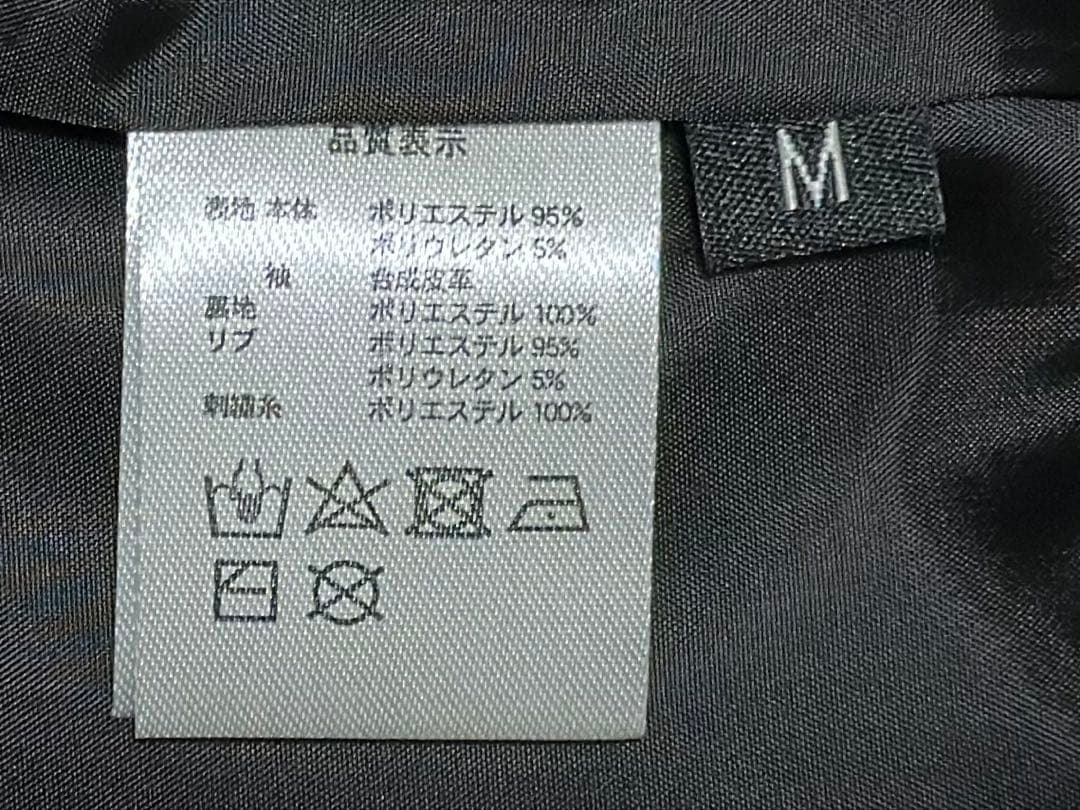 品質表示
M
表地 本体 ポリエステル 95%
ポリウレタン 5%
袖 合成皮革
裏地 ポリエステル 100%
リブ ポリエステル 95%
ポリウレタン 5%
刺繍糸 ポリエステル 100%